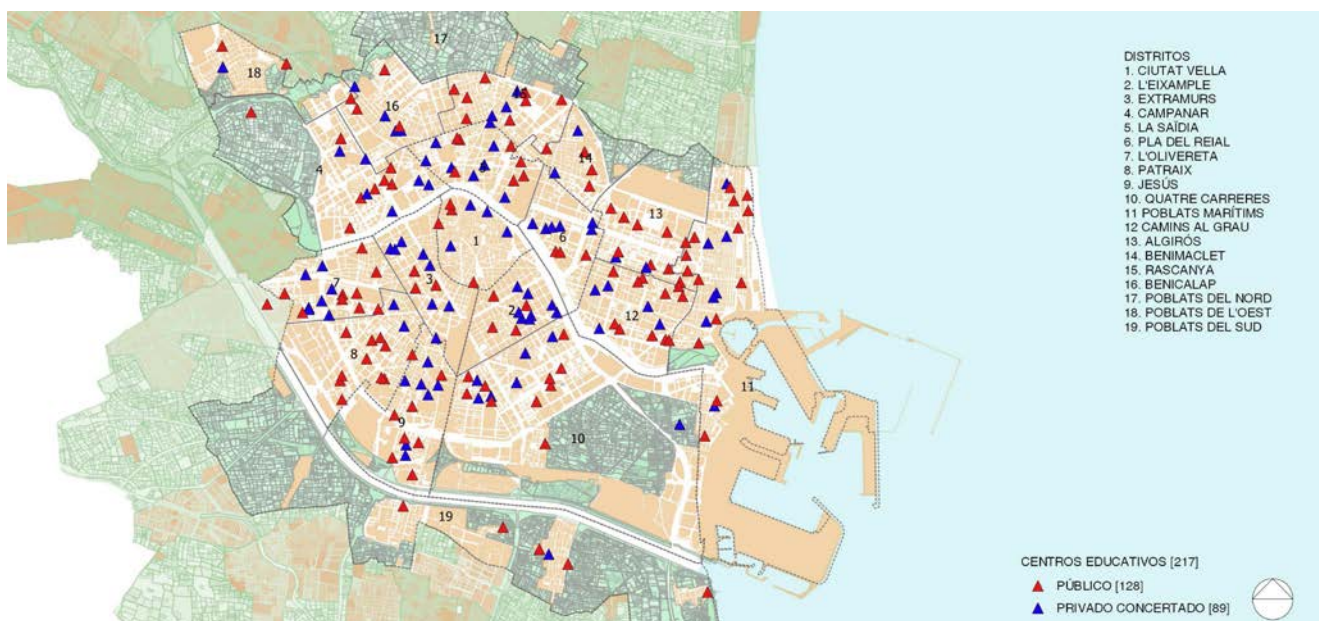 17
18
16
15
4
5
14
13
1
6
7
3
2
12
8
11
9
10
19
DISTRITOS
1. CIUTAT VELLA
2. L'EIXAMPLE
3. EXTRAMURS
4. CAMPANAR
5. LA SAÏDIA
6. PLA DEL REIAL
7. L'OLIVERETA
8. PATRAIX
9. JESÚS
10. QUATRE CARRERES
11 POBLATS MARÍTIMS
12 CAMINS AL GRAU
13. ALGIRÓS
14. BENIMACLET
15. RASCANYA
16. BENICALAP
17. POBLATS DEL NORD
18. POBLATS DE L'OEST
19. POBLATS DEL SUD
CENTROS EDUCATIVOS [217]
PÚBLICO [128]
PRIVADO CONCERTADO [89]